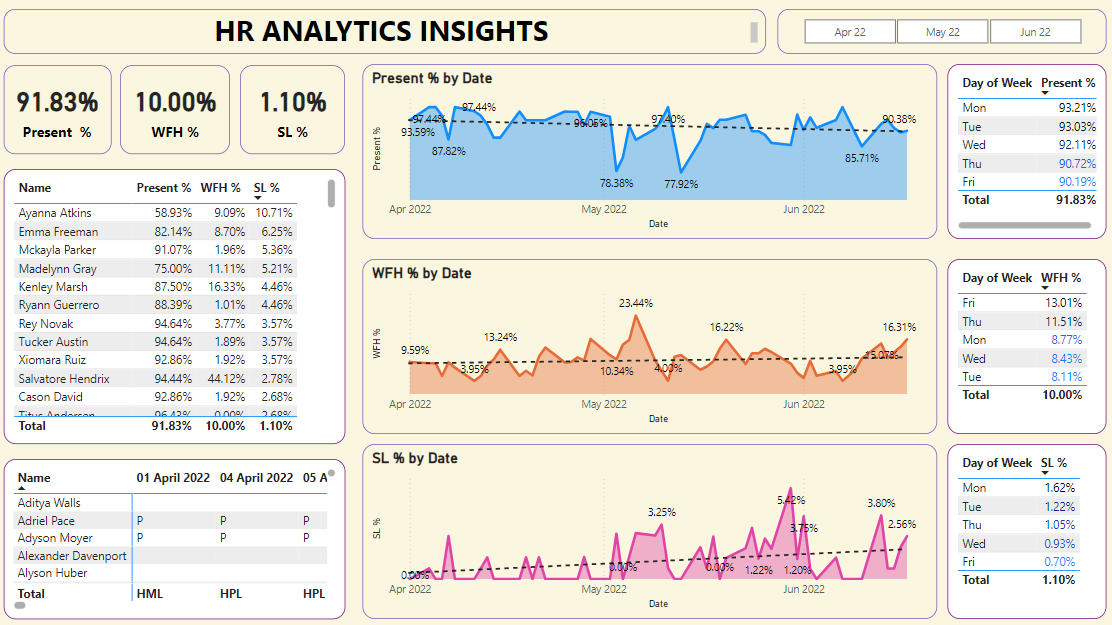 HR ANALYTICS INSIGHTS
Apr 22 May 22 Jun 22
91.83%
Present %
10.00%
WFH %
1.10%
SL %
Name Present % WFH % SL %
Ayanna Atkins 58.93% 9.09% 10.71%
Emma Freeman 82.14% 8.70% 6.25%
Mckayla Parker 91.07% 1.96% 5.36%
Madelynn Gray 75.00% 11.11% 5.21%
Kenley Marsh 87.50% 16.33% 4.46%
Ryann Guerrero 88.39% 1.01% 4.46%
Rey Novak 94.64% 3.77% 3.57%
Tucker Austin 94.64% 1.89% 3.57%
Xiomara Ruiz 92.86% 1.92% 3.57%
Salvatore Hendrix 94.44% 44.12% 2.78%
Cason David 92.86% 1.92% 2.68%
Titus Andersen 96.43% 0.00% 2.68%
Total 91.83% 10.00% 1.10%
Name 01 April 2022 04 April 2022 05 A
Aditya Walls
Adriel Pace P P P
Adyson Moyer P P P
Alexander Davenport
Alyson Huber
Total HML HPL HPL
Present % by Date
Present %
97.44%
93.59%
87.82%
97.44%
96.05%
78.38%
97.40%
77.92%
85.71%
90.38%
Apr 2022 May 2022 Jun 2022
Date
WFH % by Date
WFH %
9.59%
3.95%
13.24%
10.34%
23.44%
4.00%
16.22%
3.95%
15.07%
16.31%
Apr 2022 May 2022 Jun 2022
Date
SL % by Date
SL %
0.00%
0.00%
3.25%
0.00%
1.22%
5.42%
3.75%
1.20%
3.80%
2.56%
Apr 2022 May 2022 Jun 2022
Date
Day of Week Present %
Mon 93.21%
Tue 93.03%
Wed 92.11%
Thu 90.72%
Fri 90.19%
Total 91.83%
Day of Week WFH %
Fri 13.01%
Thu 11.51%
Mon 8.77%
Wed 8.43%
Tue 8.11%
Total 10.00%
Day of Week SL %
Mon 1.62%
Tue 1.22%
Thu 1.05%
Wed 0.93%
Fri 0.70%
Total 1.10%